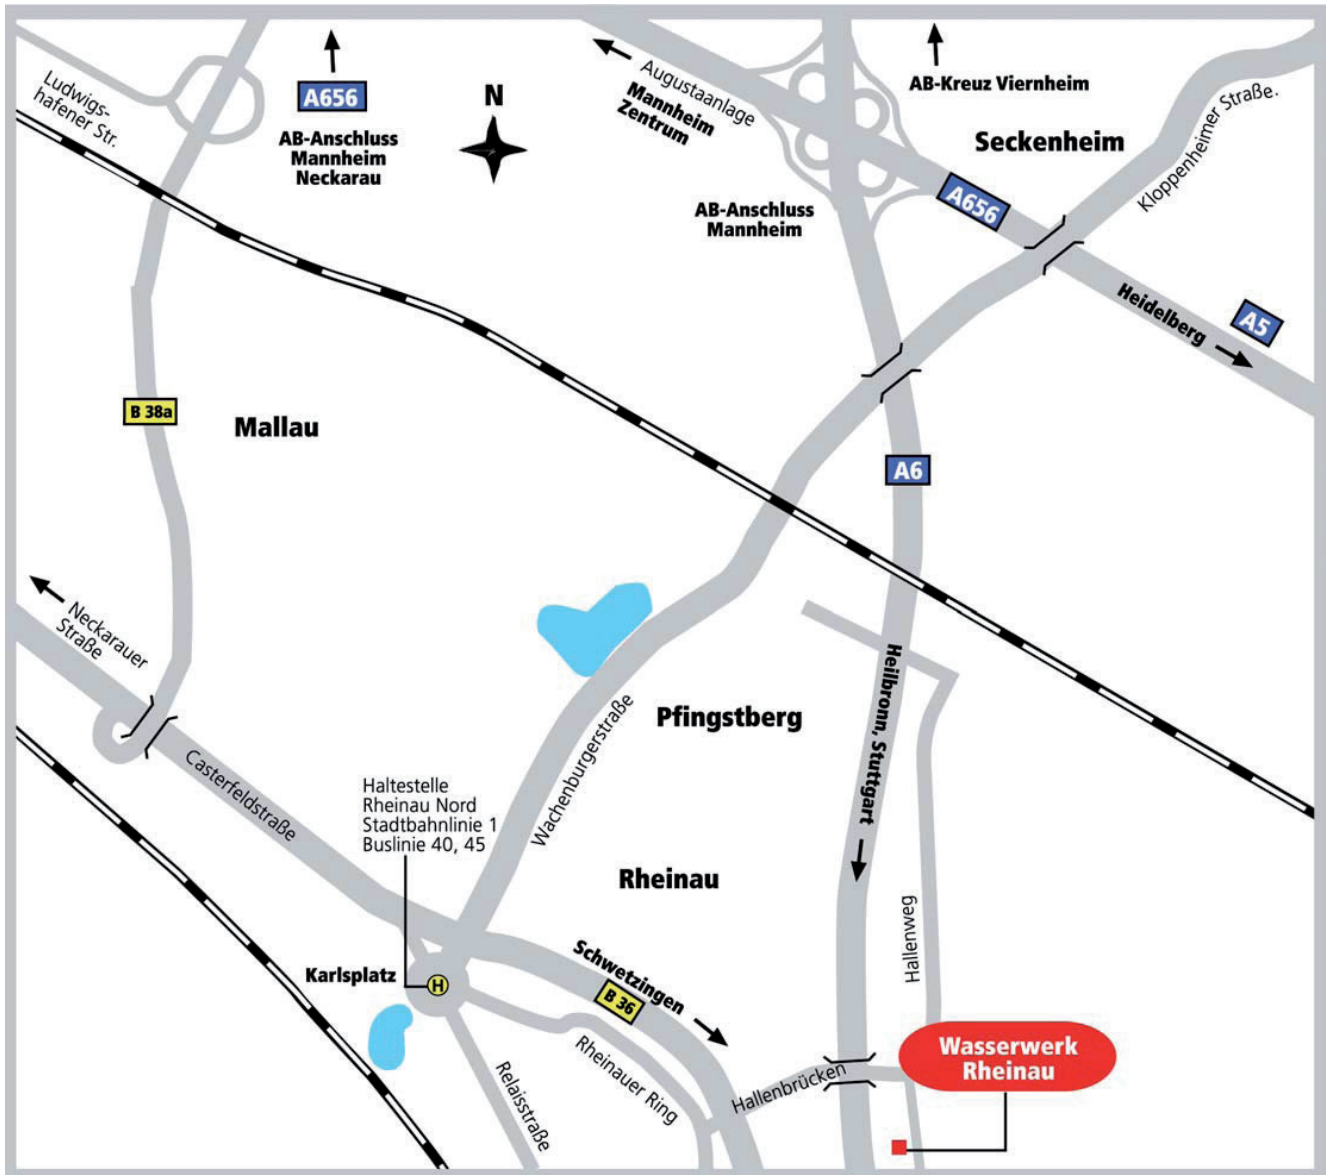 Ludwigs-
hafener Str.
A656
AB-Anschluss
Mannheim
Neckarau
N
Augustaanlage
Mannheim
Zentrum
AB-Kreuz Viernheim
Seckenheim
Kloppenheimer Straße.
A656
AB-Anschluss
Mannheim
Heidelberg
A5
B 38a
Mallau
A6
Neckarauer
Straße
Casterfeldstraße
Wachenburgerstraße
Pfingstberg
Heilbronn, Stuttgart
Haltestelle
Rheinau Nord
Stadtbahnlinie 1
Buslinie 40, 45
Rheinau
Hallenweg
Karlsplatz
H
Schwetzingen
B 36
Rheinauer Ring
Relaisstraße
Hallenbrücken
Wasserwerk
Rheinau